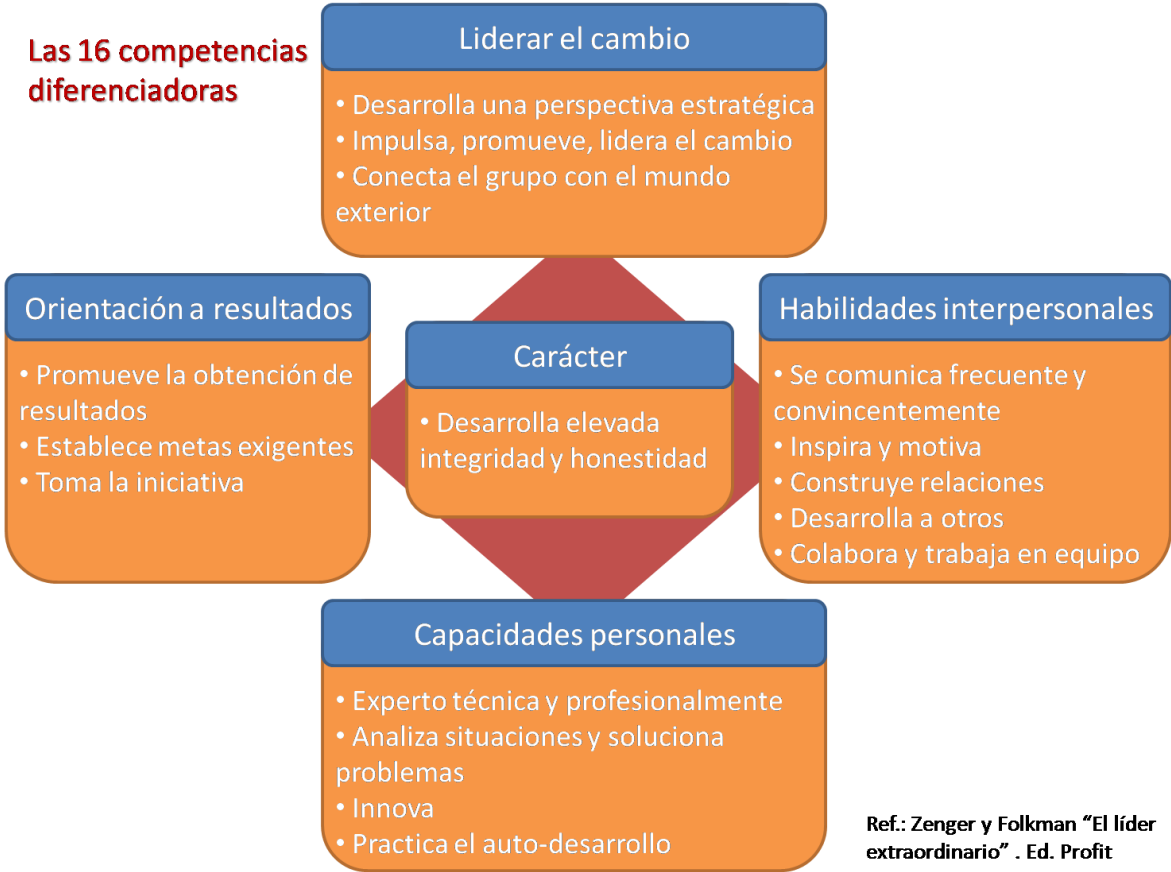 Las 16 competencias
diferenciadoras
Liderar el cambio
• Desarrolla una perspectiva estratégica
• Impulsa, promueve, lidera el cambio
• Conecta el grupo con el mundo
exterior
Orientación a resultados
• Promueve la obtención de
resultados
• Establece metas exigentes
• Toma la iniciativa
Carácter
• Desarrolla elevada
integridad y honestidad
Habilidades interpersonales
• Se comunica frecuente y
convincentemente
• Inspira y motiva
• Construye relaciones
• Desarrolla a otros
• Colabora y trabaja en equipo
Capacidades personales
• Experto técnica y profesionalmente
• Analiza situaciones y soluciona
problemas
• Innova
• Practica el auto-desarrollo
Ref.: Zenger y Folkman “El líder
extraordinario” . Ed. Profit